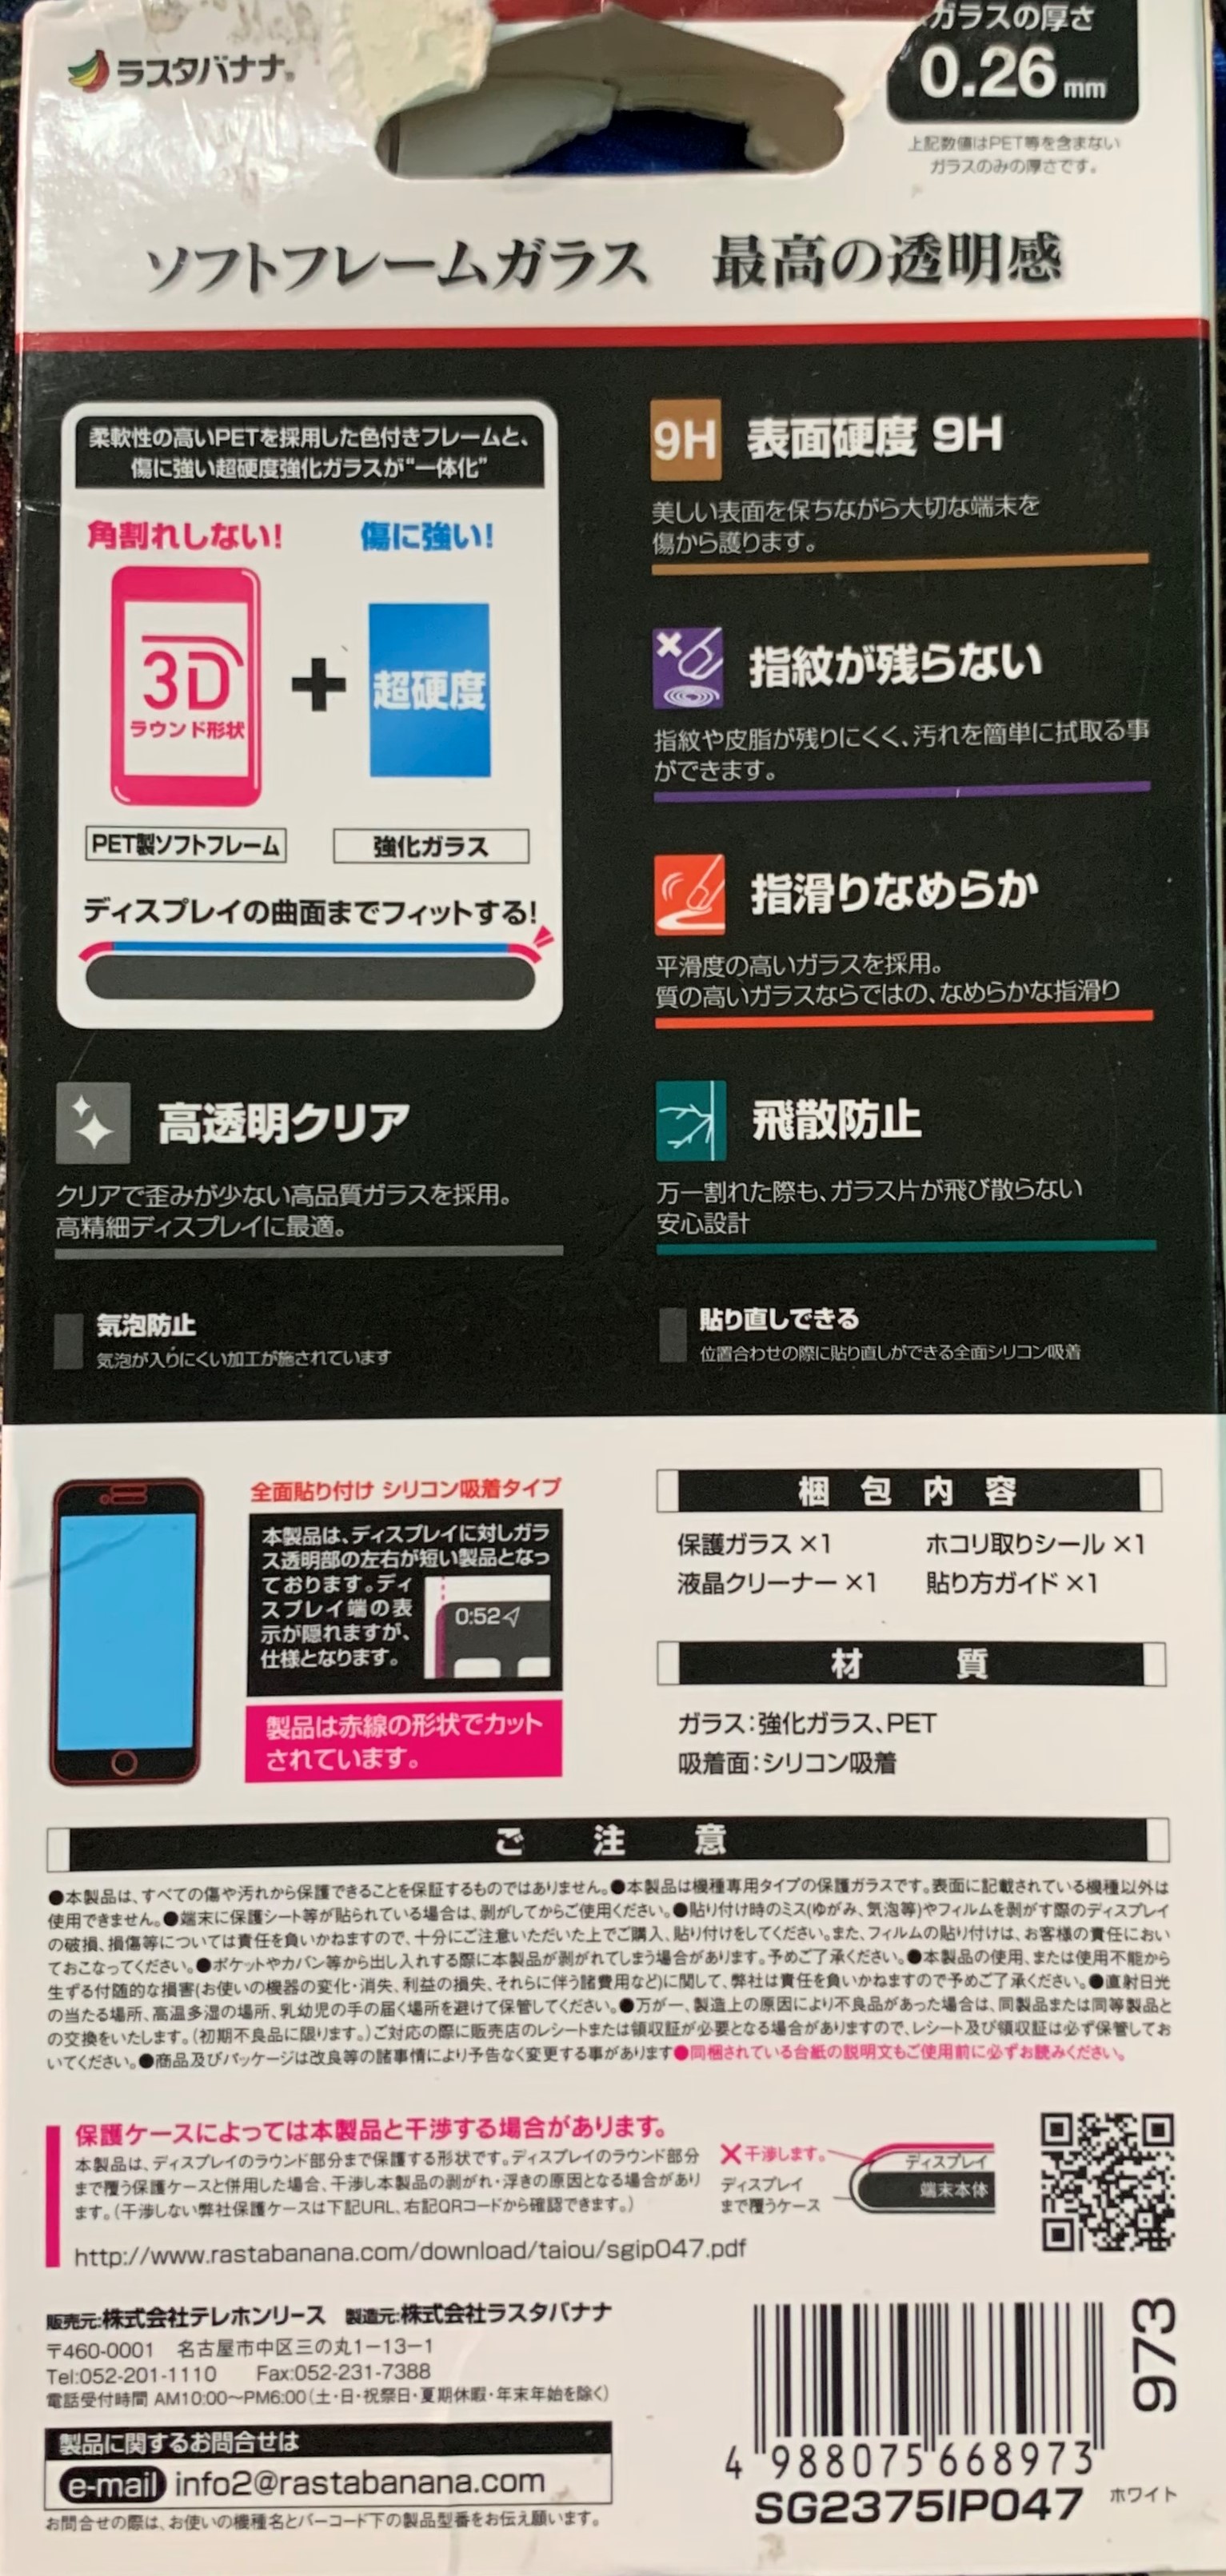 ラスタバナナ®
ガラスの厚さ
0.26mm
上記数値はPET等を含まない
ガラスのみの厚さです。
ソフトフレームガラス 最高の透明感
柔軟性の高いPETを採用した色付きフレームと、
傷に強い超硬度強化ガラスが"一体化"
角割れしない! 傷に強い!
3D
ラウンド形状
+
超硬度
PET製ソフトフレーム 強化ガラス
ディスプレイの曲面までフィットする!
9H 表面硬度 9H
美しい表面を保ちながら大切な端末を
傷から護ります。
指紋が残らない
指紋や皮脂が残りにくく、汚れを簡単に拭取る事
ができます。
指滑りなめらか
平滑度の高いガラスを採用。
質の高いガラスならではの、なめらかな指滑り
高透明クリア
クリアで歪みが少ない高品質ガラスを採用。
高精細ディスプレイに最適。
飛散防止
万一割れた際も、ガラス片が飛び散らない
安心設計
気泡防止
気泡が入りにくい加工が施されています
貼り直しできる
位置合わせの際に貼り直しができる全面シリコン吸着
全面貼り付け シリコン吸着タイプ
本製品は、ディスプレイに対しガラ
ス透明部の左右が短い製品となっ
ております。ディ
スプレイ端の表
示が隠れますが、
仕様となります。
0:52
製品は赤線の形状でカット
されています。
梱包内容
保護ガラス ×1 ホコリ取りシール ×1
液晶クリーナー ×1 貼り方ガイド ×1
材質
ガラス：強化ガラス、PET
吸着面：シリコン吸着
ご注意
●本製品は、すべての傷や汚れから保護できることを保証するものではありません。●本製品は機種専用タイプの保護ガラスです。表面に記載されている機種以外は
使用できません。●端末に保護シート等が貼られている場合は、剥がしてからご使用ください。●貼り付け時のミス(ゆがみ、気泡等)やフィルムを剥がす際のディスプレイ
の破損、損傷等については責任を負いかねますので、十分にご注意いただいた上でご購入、貼り付けをしてください。また、フィルムの貼り付けは、お客様の責任におい
ておこなってください。●ポケットやカバン等から出し入れする際に本製品が剥がれてしまう場合があります。予めご了承ください。●本製品の使用、または使用不能から
生ずる付随的な損害(お使いの機器の変化・消失、利益の損失、それらに伴う諸費用など)に関して、弊社は責任を負いかねますので予めご了承ください。●直射日光
の当たる場所、高温多湿の場所、乳幼児の手の届く場所を避けて保管してください。●万が一、製造上の原因により不良品があった場合は、同製品または同等製品と
の交換をいたします。(初期不良品に限ります。)ご対応の際に販売店のレシートまたは領収証が必要となる場合がありますので、レシート及び領収証は必ず保管してお
いてください。●商品及びパッケージは改良等の諸事情により予告なく変更する事があります●同梱されている台紙の説明文もご使用前に必ずお読みください。
保護ケースによっては本製品と干渉する場合があります。
本製品は、ディスプレイのラウンド部分まで保護する形状です。ディスプレイのラウンド部分
まで覆う保護ケースと併用した場合、干渉し本製品の剥がれ・浮きの原因となる場合があり
ます。(干渉しない弊社保護ケースは下記URL、右記QRコードから確認できます。)
http://www.rastabanana.com/download/taiou/sgip047.pdf
×干渉します。
ディスプレイ
まで覆うケース
ディスプレイ
端末本体
販売元:株式会社テレホンリース 製造元:株式会社ラスタバナナ
〒460-0001 名古屋市中区三の丸1-13-1
Tel:052-201-1110 Fax:052-231-7388
電話受付時間 AM10:00～PM6:00(土・日・祝祭日・夏期休暇・年末年始を除く)
製品に関するお問合せは
e-mail info2@rastabanana.com
お問合せの際は、お使いの機種名とバーコード下の製品型番をお伝え願います。
973
4 988075 668973
SG2375IP047 ホワイト